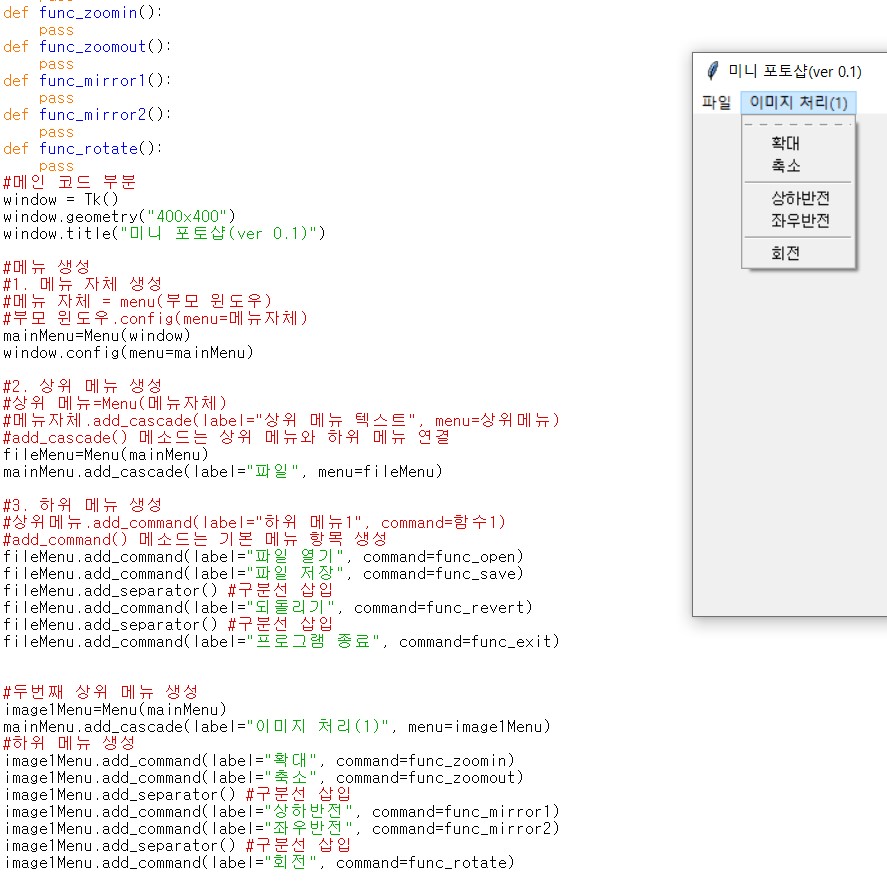 pass
def func_zoomin():
    pass
def func_zoomout():
    pass
def func_mirror1():
    pass
def func_mirror2():
    pass
def func_rotate():
    pass
#메인 코드 부분
window = Tk()
window.geometry("400x400")
window.title("미니 포토샵(ver 0.1)")

#메뉴 생성
#1. 메뉴 자체 생성
#메뉴 자체 = menu(부모 윈도우)
#부모 윈도우.config(menu=메뉴자체)
mainMenu=Menu(window)
window.config(menu=mainMenu)

#2. 상위 메뉴 생성
#상위 메뉴=Menu(메뉴자체)
#메뉴자체.add_cascade(label="상위 메뉴 텍스트", menu=상위메뉴)
#add_cascade() 메소드는 상위 메뉴와 하위 메뉴 연결
fileMenu=Menu(mainMenu)
mainMenu.add_cascade(label="파일", menu=fileMenu)

#3. 하위 메뉴 생성
#상위메뉴.add_command(label="하위 메뉴1", command=함수1)
#add_command() 메소드는 기본 메뉴 항목 생성
fileMenu.add_command(label="파일 열기", command=func_open)
fileMenu.add_command(label="파일 저장", command=func_save)
fileMenu.add_separator() #구분선 삽입
fileMenu.add_command(label="되돌리기", command=func_revert)
fileMenu.add_separator() #구분선 삽입
fileMenu.add_command(label="프로그램 종료", command=func_exit)

#두번째 상위 메뉴 생성
image1Menu=Menu(mainMenu)
mainMenu.add_cascade(label="이미지 처리(1)", menu=image1Menu)
#하위 메뉴 생성
image1Menu.add_command(label="확대", command=func_zoomin)
image1Menu.add_command(label="축소", command=func_zoomout)
image1Menu.add_separator() #구분선 삽입
image1Menu.add_command(label="상하반전", command=func_mirror1)
image1Menu.add_command(label="좌우반전", command=func_mirror2)
image1Menu.add_separator() #구분선 삽입
image1Menu.add_command(label="회전", command=func_rotate)

미니 포토샵(ver 0.1)
파일 이미지 처리(1)
확대
축소
상하반전
좌우반전
회전